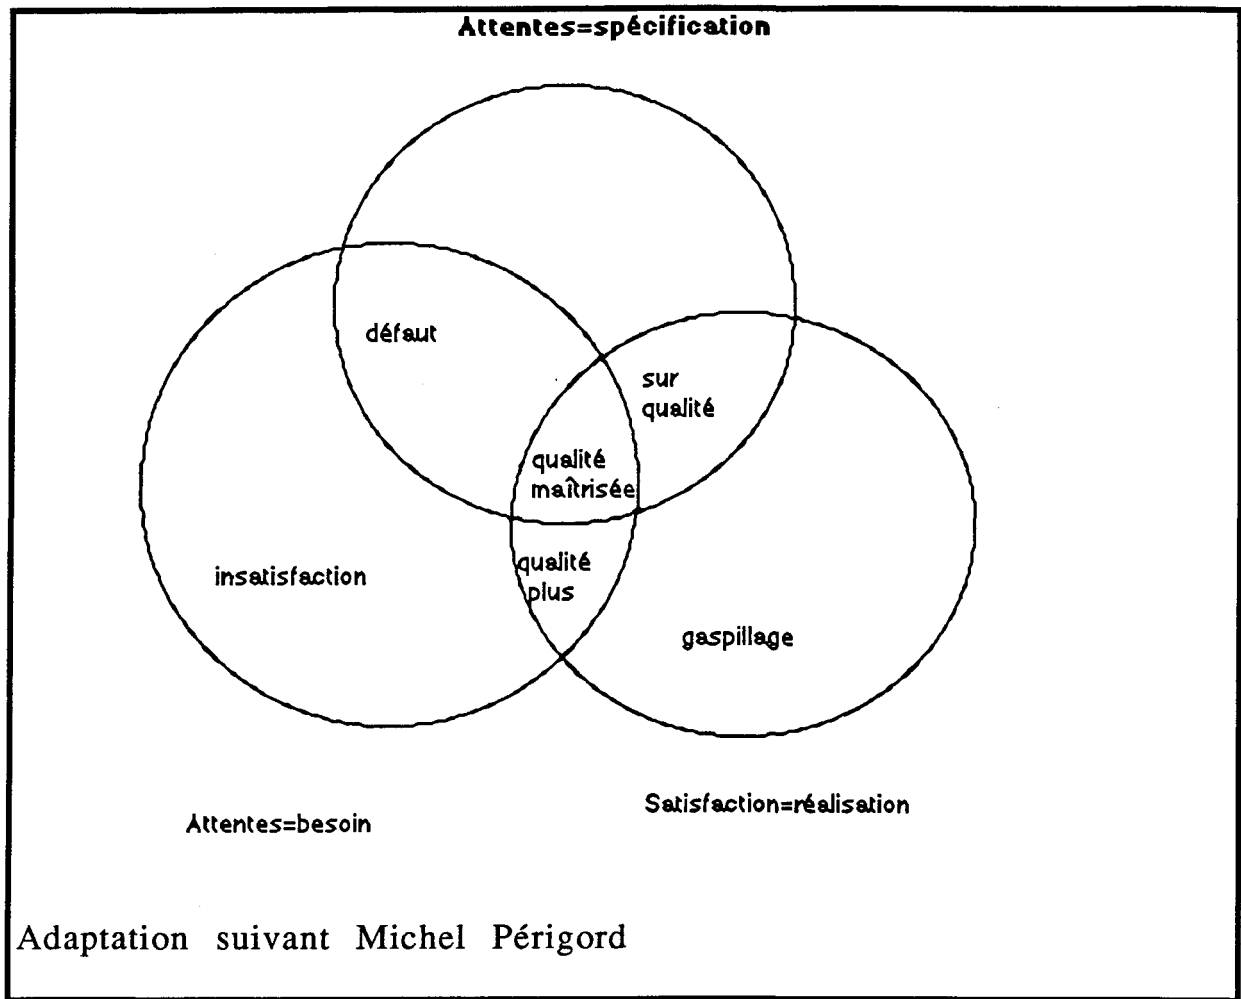 Attentes=spécification
défaut
sur
qualité
qualité
maîtrisée
qualité
plus
insatisfaction
gaspillage
Satisfaction=réalisation
Attentes=besoin
Adaptation suivant Michel Périgord